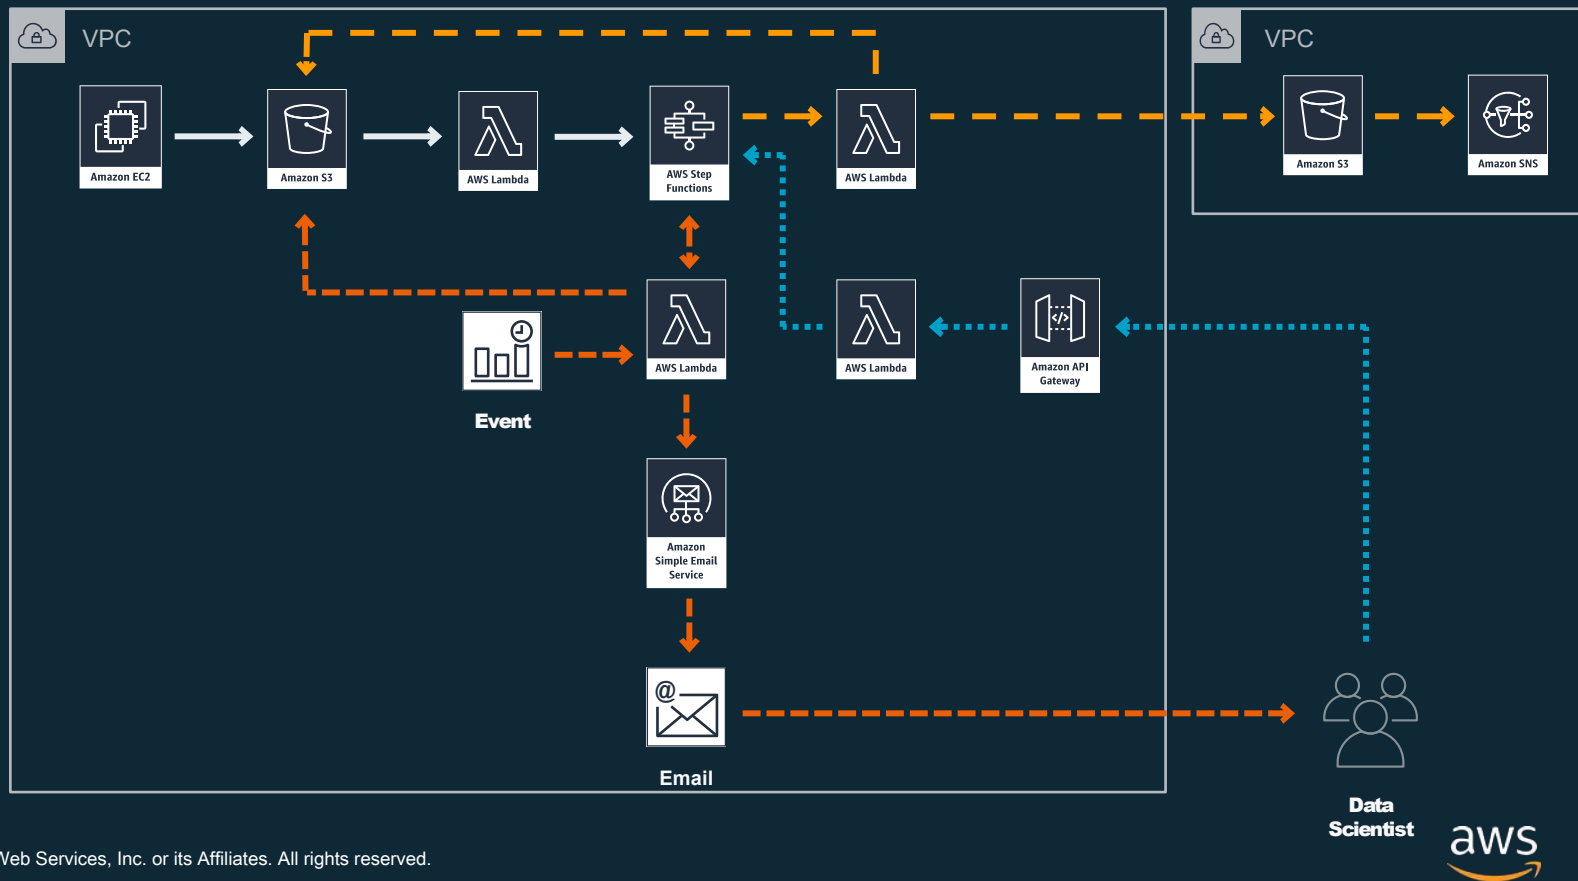 VPC
VPC
Amazon EC2
Amazon S3
AWS Lambda
AWS Step
Functions
AWS Lambda
Amazon S3
Amazon SNS
AWS Lambda
AWS Lambda
Amazon API
Gateway
Event
Amazon
Simple Email
Service
@
Email
Data
Scientist
Web Services, Inc. or its Affiliates. All rights reserved.
aws